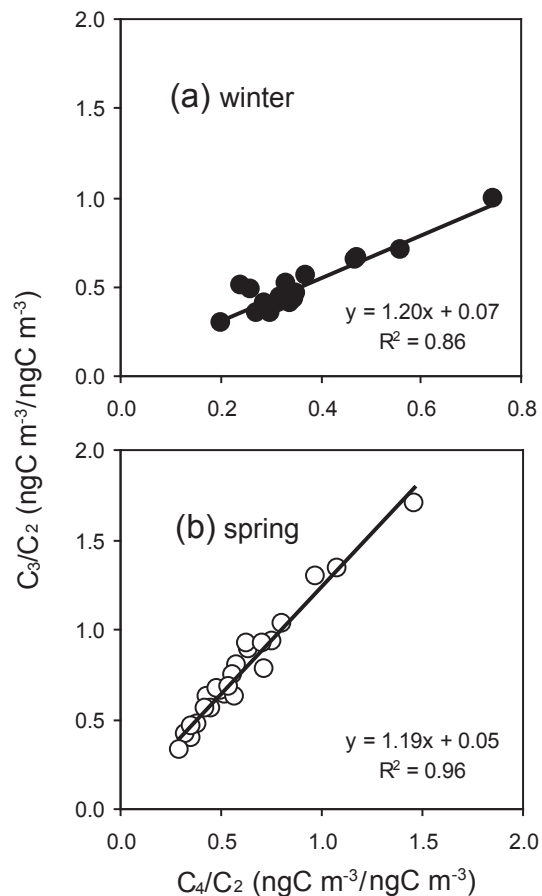 2.0
(a) winter
1.5
1.0
0.5
y = 1.20x + 0.07
R² = 0.86
0.0
0.0 0.2 0.4 0.6 0.8
C₃/C₂ (ngC m⁻³/ngC m⁻³)
2.0
(b) spring
1.5
1.0
0.5
y = 1.19x + 0.05
R² = 0.96
0.0
0.0 0.5 1.0 1.5 2.0
C₄/C₂ (ngC m⁻³/ngC m⁻³)